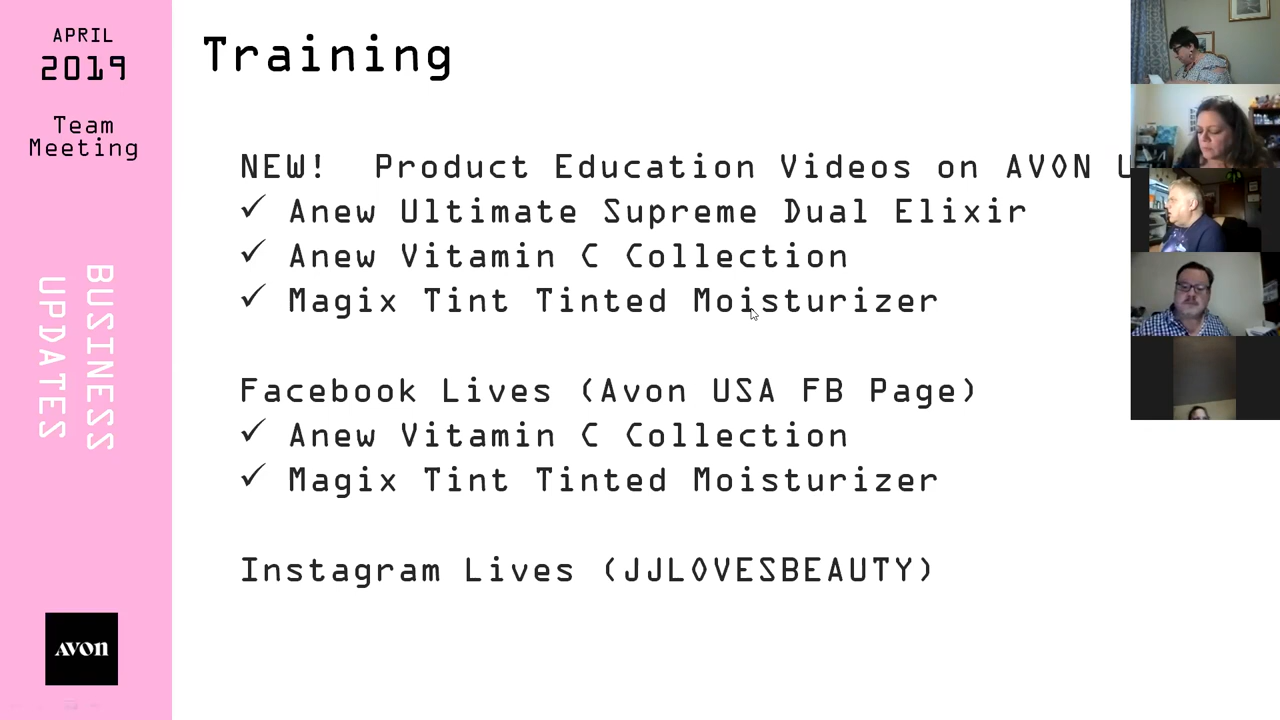 APRIL
2019
Team
Meeting
BUSINESS
UPDATES
AVON
Training
NEW! Product Education Videos on AVON
✓ Anew Ultimate Supreme Dual Elixir
✓ Anew Vitamin C Collection
✓ Magix Tint Tinted Moisturizer
Facebook Lives (Avon USA FB Page)
✓ Anew Vitamin C Collection
✓ Magix Tint Tinted Moisturizer
Instagram Lives (JJLOVESBEAUTY)